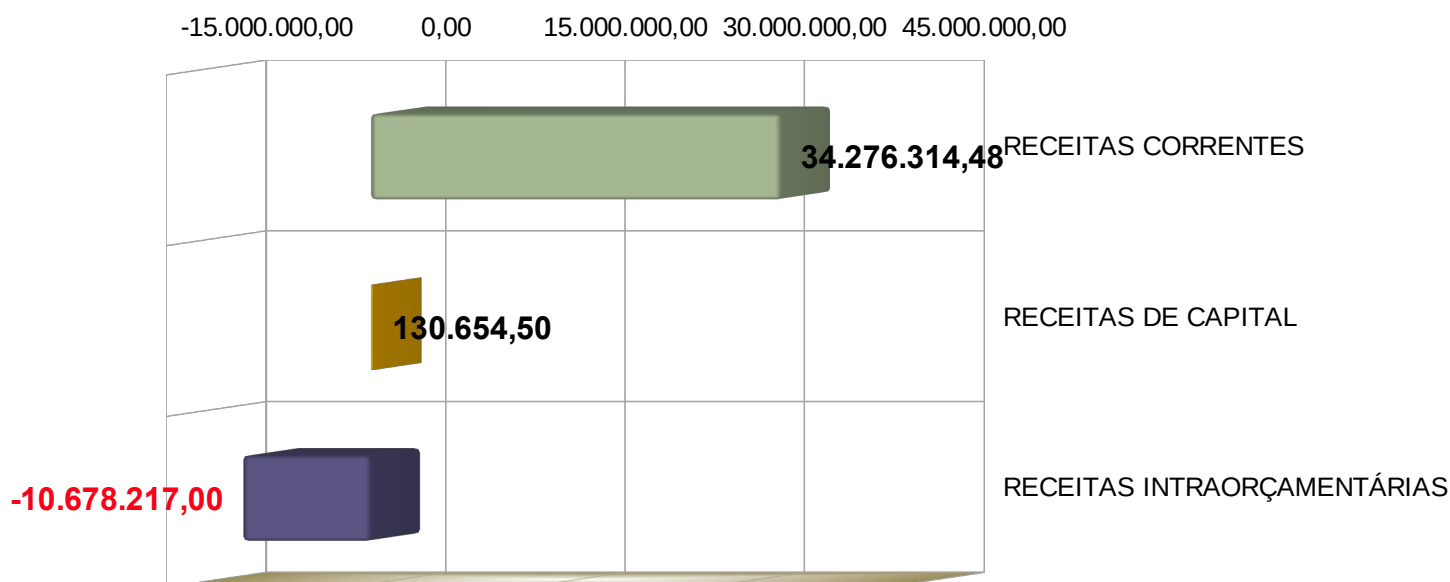 -15.000.000,00 0,00 15.000.000,00 30.000.000,00 45.000.000,00
34.276.314,48 RECEITAS CORRENTES
130.654,50 RECEITAS DE CAPITAL
-10.678.217,00 RECEITAS INTRAORÇAMENTÁRIAS